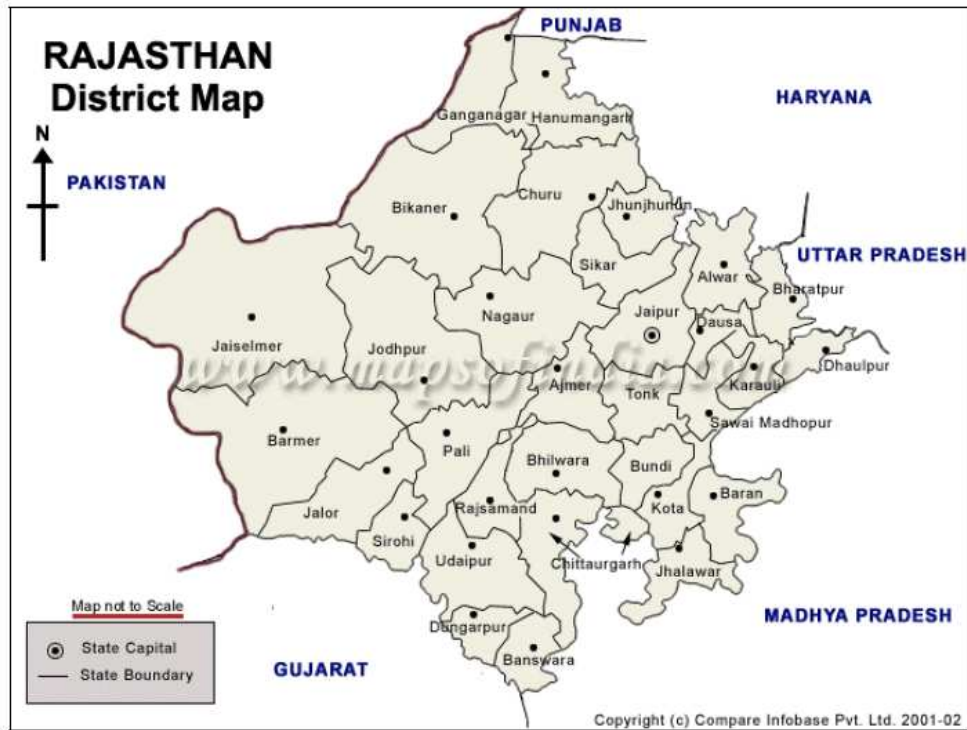 RAJASTHAN
District Map
PUNJAB
HARYANA
N
PAKISTAN
Ganganagar
Hanumangarh
Bikaner
Churu
Jhunjhunun
Sikar
Alwar
UTTAR PRADESH
Bharatpur
Jaiselmer
Jodhpur
Nagaur
Jaipur
Dausa
Dhaulpur
www.mapsofindia.com
Ajmer
Tonk
Karauli
Sawai Madhopur
Barmer
Pali
Bhilwara
Bundi
Jalor
Rajsamand
Kota
Baran
Sirohi
Udaipur
Chittaurgarh
Jhalawar
Map not to Scale
Dungarpur
MADHYA PRADESH
State Capital
State Boundary
GUJARAT
Banswara
Copyright (c) Compare Infobase Pvt. Ltd. 2001-02